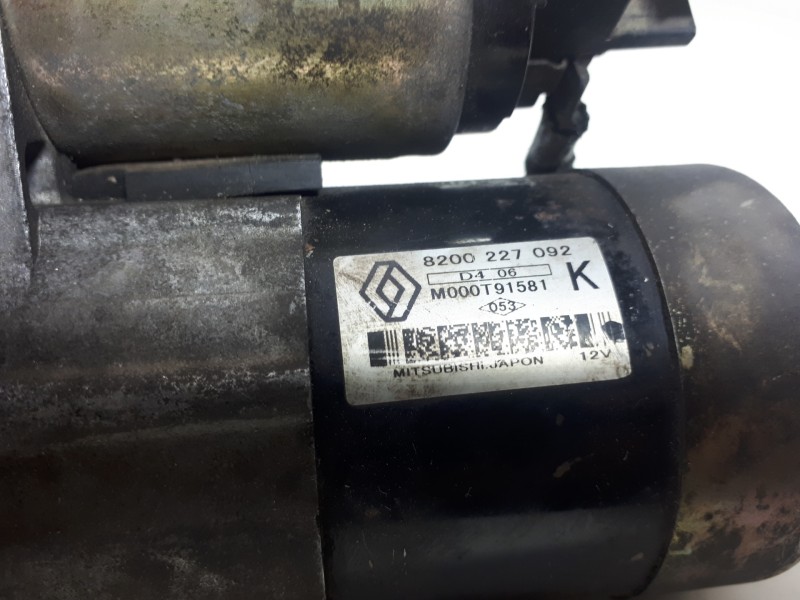 8200 227 092
D4 06
K
M000T91581
053
MITSUBISHI.JAPON 12V